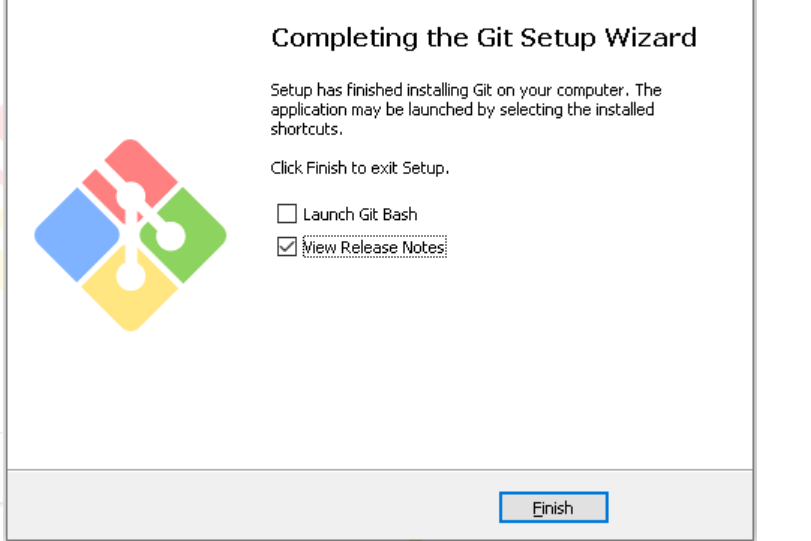 Completing the Git Setup Wizard
Setup has finished installing Git on your computer. The
application may be launched by selecting the installed
shortcuts.
Click Finish to exit Setup.
Launch Git Bash
View Release Notes
Finish